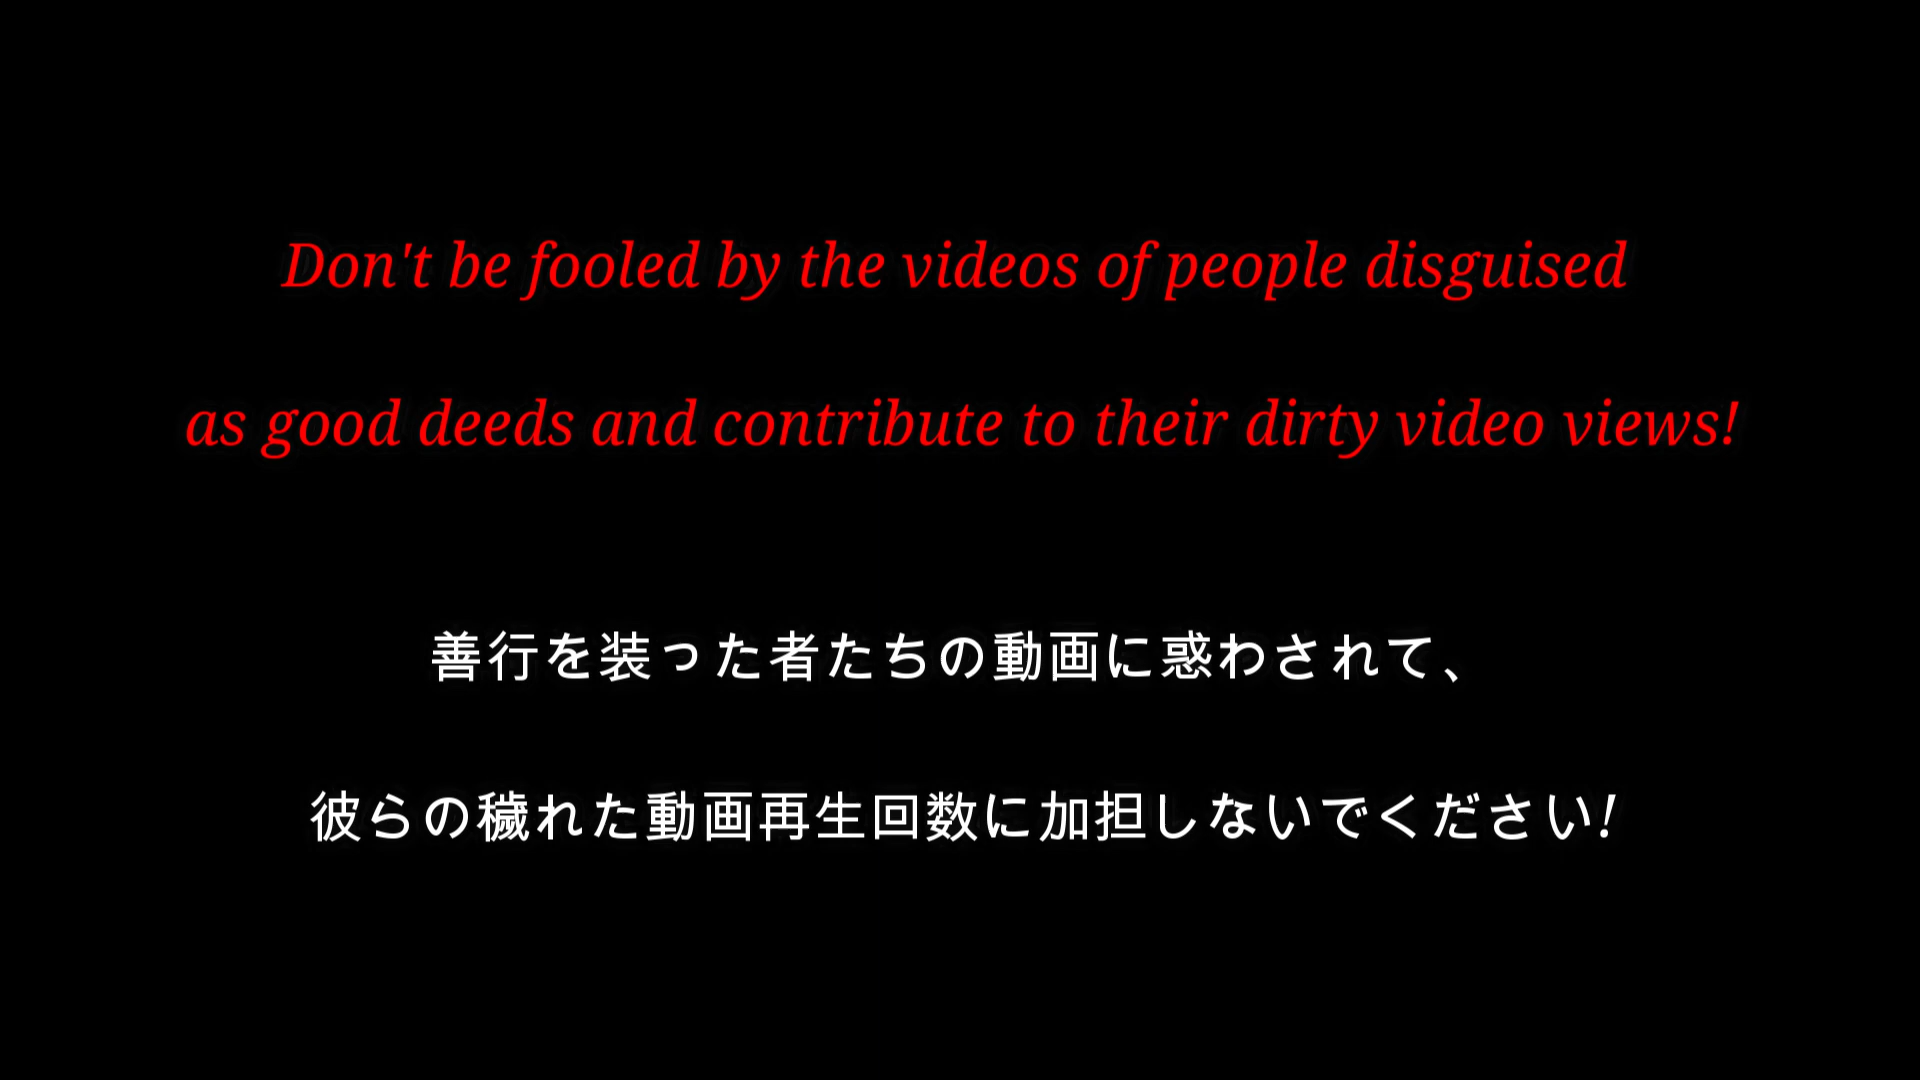 Don't be fooled by the videos of people disguised
as good deeds and contribute to their dirty video views!
善行を装った者たちの動画に惑わされて、
彼らの穢れた動画再生回数に加担しないでください!